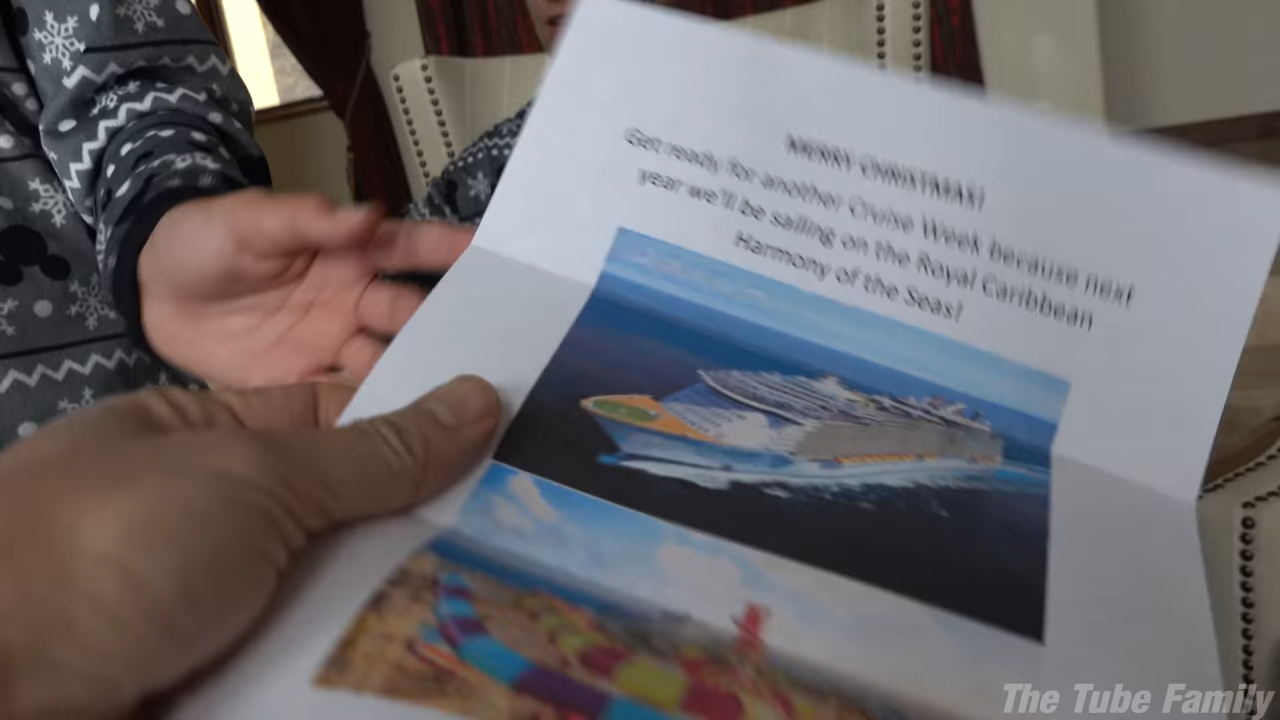 MERRY CHRISTMAS!
Get ready for another Cruise Week because next
year we'll be sailing on the Royal Caribbean
Harmony of the Seas!
The Tube Family